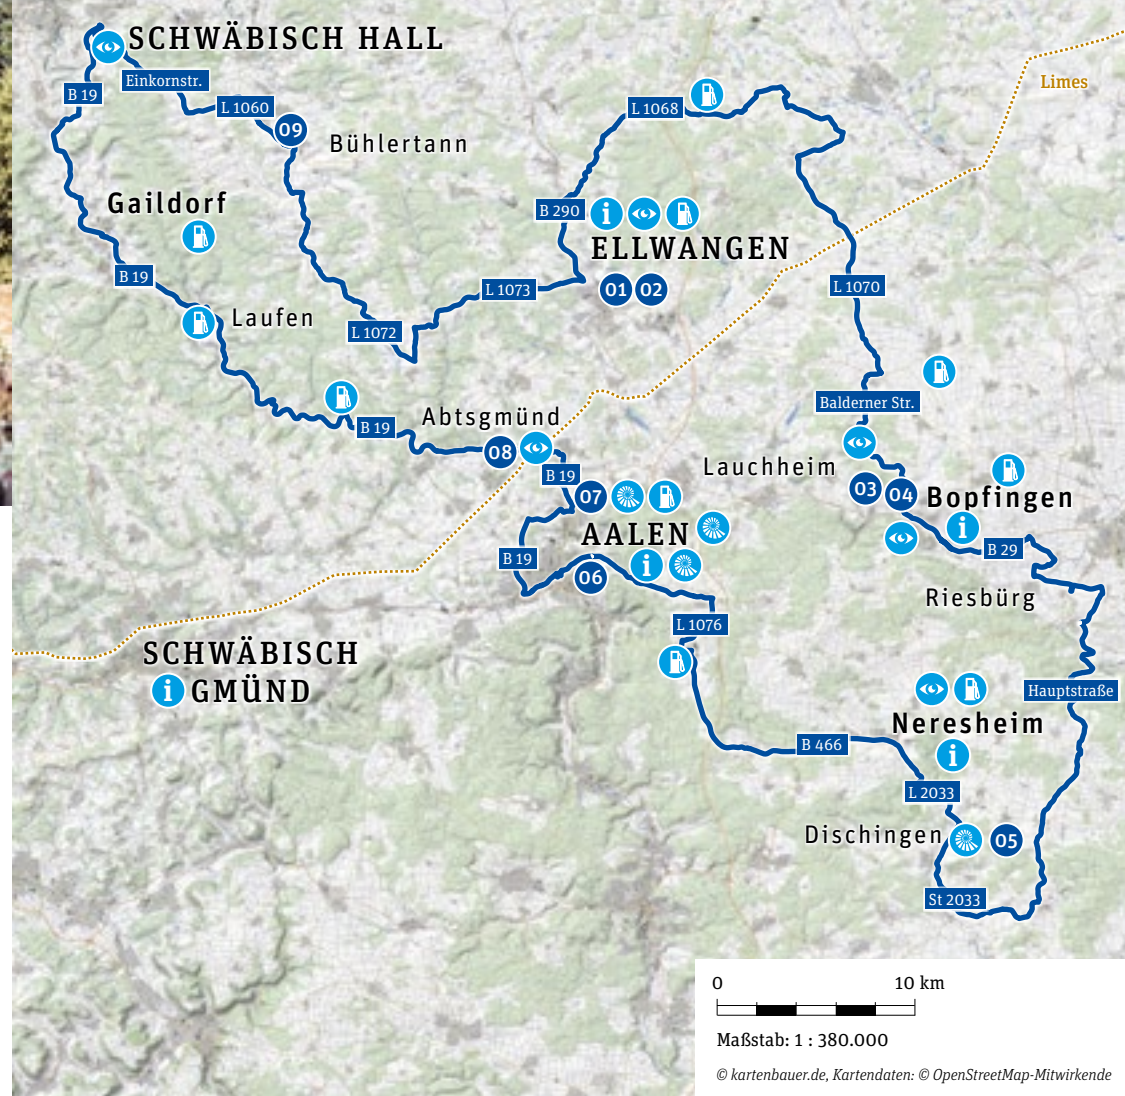 SCHWÄBISCH HALL
Einkornstr.
B 19
L 1060
09
Bühlertann
L 1068
Limes
Gaildorf
B 290
i
ELLWANGEN
01
02
B 19
L 1073
L 1070
Laufen
L 1072
Balderner Str.
Abtsgmünd
B 19
08
Lauchheim
B 19
03
04
Bopfingen
07
AALEN
i
B 29
B 19
i
06
Riesbürg
L 1076
SCHWÄBISCH
i GMÜND
Hauptstraße
Neresheim
B 466
i
L 2033
Dischingen
05
St 2033
0 10 km
Maßstab: 1 : 380.000
© kartenbauer.de, Kartendaten: © OpenStreetMap-Mitwirkende